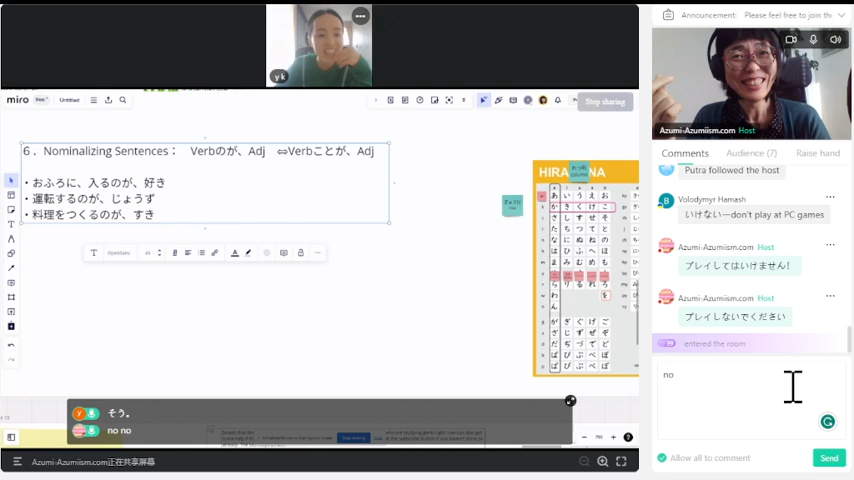 Announcement: Please feel free to join th
y k
Azumi-Azumiism.com Host
miro free Untitled
Stop sharing
6．Nominalizing Sentences： Verbのが、Adj ⇔Verbことが、Adj
・おふろに、入るのが、好き
・運転するのが、じょうず
・料理をつくるのが、すき
Comments Audience (7) Raise hand
Putra followed the host
Volodymyr Hamash
いけない—don't play at PC games
Azumi-Azumiism.com Host
プレイしてはいけません！
Azumi-Azumiism.com Host
プレイしないでください
entered the room
no
Allow all to comment
Send
HIRA NA
あ い う え お
か き く け こ
さ し す せ そ
た ち つ て と
な に ぬ ね の
は ひ ふ へ ほ
ま み む め も
や ゆ よ
ら り る れ ろ
わ を
ん
が ぎ ぐ げ ご
ざ じ ず ぜ ぞ
だ ぢ づ で ど
ば び ぶ べ ぼ
ぱ ぴ ぷ ぺ ぽ
そう。
no no
Azumi-Azumiism.com正在共享屏幕